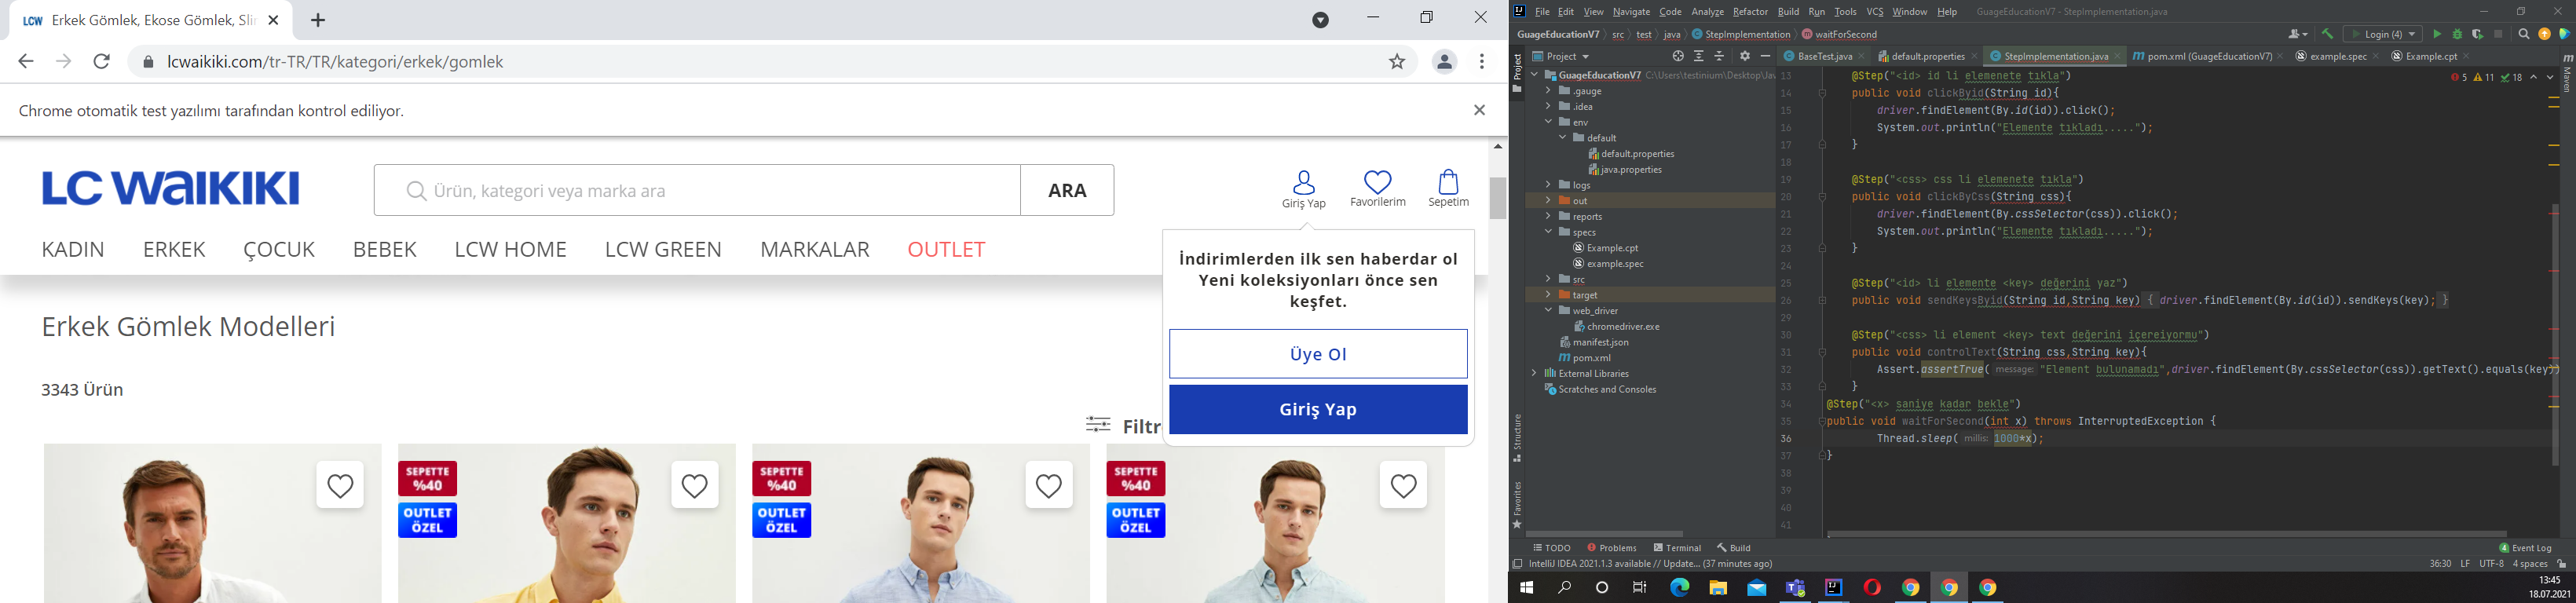 LCW Erkek Gömlek, Ekose Gömlek, Slir
lcwaikiki.com/tr-TR/TR/kategori/erkek/gomlek
Chrome otomatik test yazılımı tarafından kontrol ediliyor.
LC WAIKIKI
Ürün, kategori veya marka ara
ARA
Giriş Yap
Favorilerim
Sepetim
KADIN ERKEK ÇOCUK BEBEK LCW HOME LCW GREEN MARKALAR OUTLET
İndirimlerden ilk sen haberdar ol
Yeni koleksiyonları önce sen
keşfet.
Üye Ol
Giriş Yap
Erkek Gömlek Modelleri
3343 Ürün
Filtr
SEPETTE
%40
OUTLET
ÖZEL
SEPETTE
%40
OUTLET
ÖZEL
SEPETTE
%40
OUTLET
ÖZEL
File Edit View Navigate Code Analyze Refactor Build Run Tools VCS Window Help GuageEducationV7 - StepImplementation.java
GuageEducationV7 src test java StepImplementation waitForSecond
Login (4)
Project
BaseTest.java default.properties StepImplementation.java pom.xml (GuageEducationV7) example.spec Example.cpt
Project
Structure
Favorites
Maven
GuageEducationV7 C:\Users\testinium\Desktop\Jav
.gauge
.idea
env
default
default.properties
java.properties
logs
out
reports
specs
Example.cpt
example.spec
src
target
web_driver
chromedriver.exe
manifest.json
pom.xml
External Libraries
Scratches and Consoles
5 11 18
13 @Step("<id> id li elemenete tıkla")
14 public void clickByid(String id){
15 driver.findElement(By.id(id)).click();
16 System.out.println("Elemente tıkladı.....");
17 }
18
19 @Step("<css> css li elemenete tıkla")
20 public void clickByCss(String css){
21 driver.findElement(By.cssSelector(css)).click();
22 System.out.println("Elemente tıkladı.....");
23 }
24
25 @Step("<id> li elemente <key> değerini yaz")
26 public void sendKeysByid(String id,String key) { driver.findElement(By.id(id)).sendKeys(key); }
29
30 @Step("<css> li element <key> text değerini içereiyormu")
31 public void controlText(String css,String key){
32 Assert.assertTrue( message: "Element bulunamadı",driver.findElement(By.cssSelector(css)).getText().equals(key))
33 }
34 @Step("<x> saniye kadar bekle")
35 public void waitForSecond(int x) throws InterruptedException {
36 Thread.sleep( millis: 1000*x);
37 }
38
39
40
41
TODO Problems Terminal Build
Event Log
IntelliJ IDEA 2021.1.3 available // Update... (37 minutes ago)
36:30 LF UTF-8 4 spaces
13:45
18.07.2021